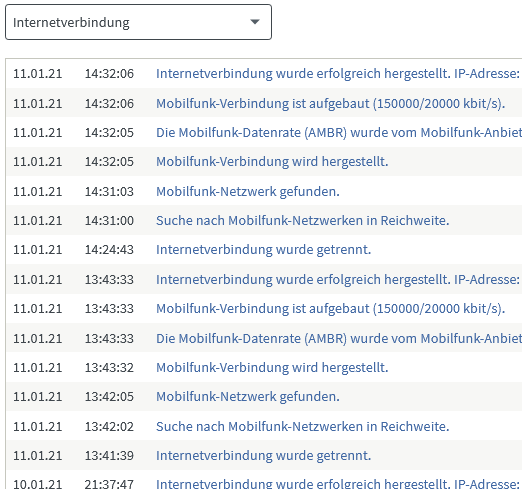 Internetverbindung
11.01.21 14:32:06 Internetverbindung wurde erfolgreich hergestellt. IP-Adresse:
11.01.21 14:32:06 Mobilfunk-Verbindung ist aufgebaut (150000/20000 kbit/s).
11.01.21 14:32:05 Die Mobilfunk-Datenrate (AMBR) wurde vom Mobilfunk-Anbiet
11.01.21 14:32:05 Mobilfunk-Verbindung wird hergestellt.
11.01.21 14:31:03 Mobilfunk-Netzwerk gefunden.
11.01.21 14:31:00 Suche nach Mobilfunk-Netzwerken in Reichweite.
11.01.21 14:24:43 Internetverbindung wurde getrennt.
11.01.21 13:43:33 Internetverbindung wurde erfolgreich hergestellt. IP-Adresse:
11.01.21 13:43:33 Mobilfunk-Verbindung ist aufgebaut (150000/20000 kbit/s).
11.01.21 13:43:33 Die Mobilfunk-Datenrate (AMBR) wurde vom Mobilfunk-Anbiet
11.01.21 13:43:32 Mobilfunk-Verbindung wird hergestellt.
11.01.21 13:42:05 Mobilfunk-Netzwerk gefunden.
11.01.21 13:42:02 Suche nach Mobilfunk-Netzwerken in Reichweite.
11.01.21 13:41:39 Internetverbindung wurde getrennt.
10.01.21 21:37:47 Internetverbindung wurde erfolgreich hergestellt. IP-Adresse: